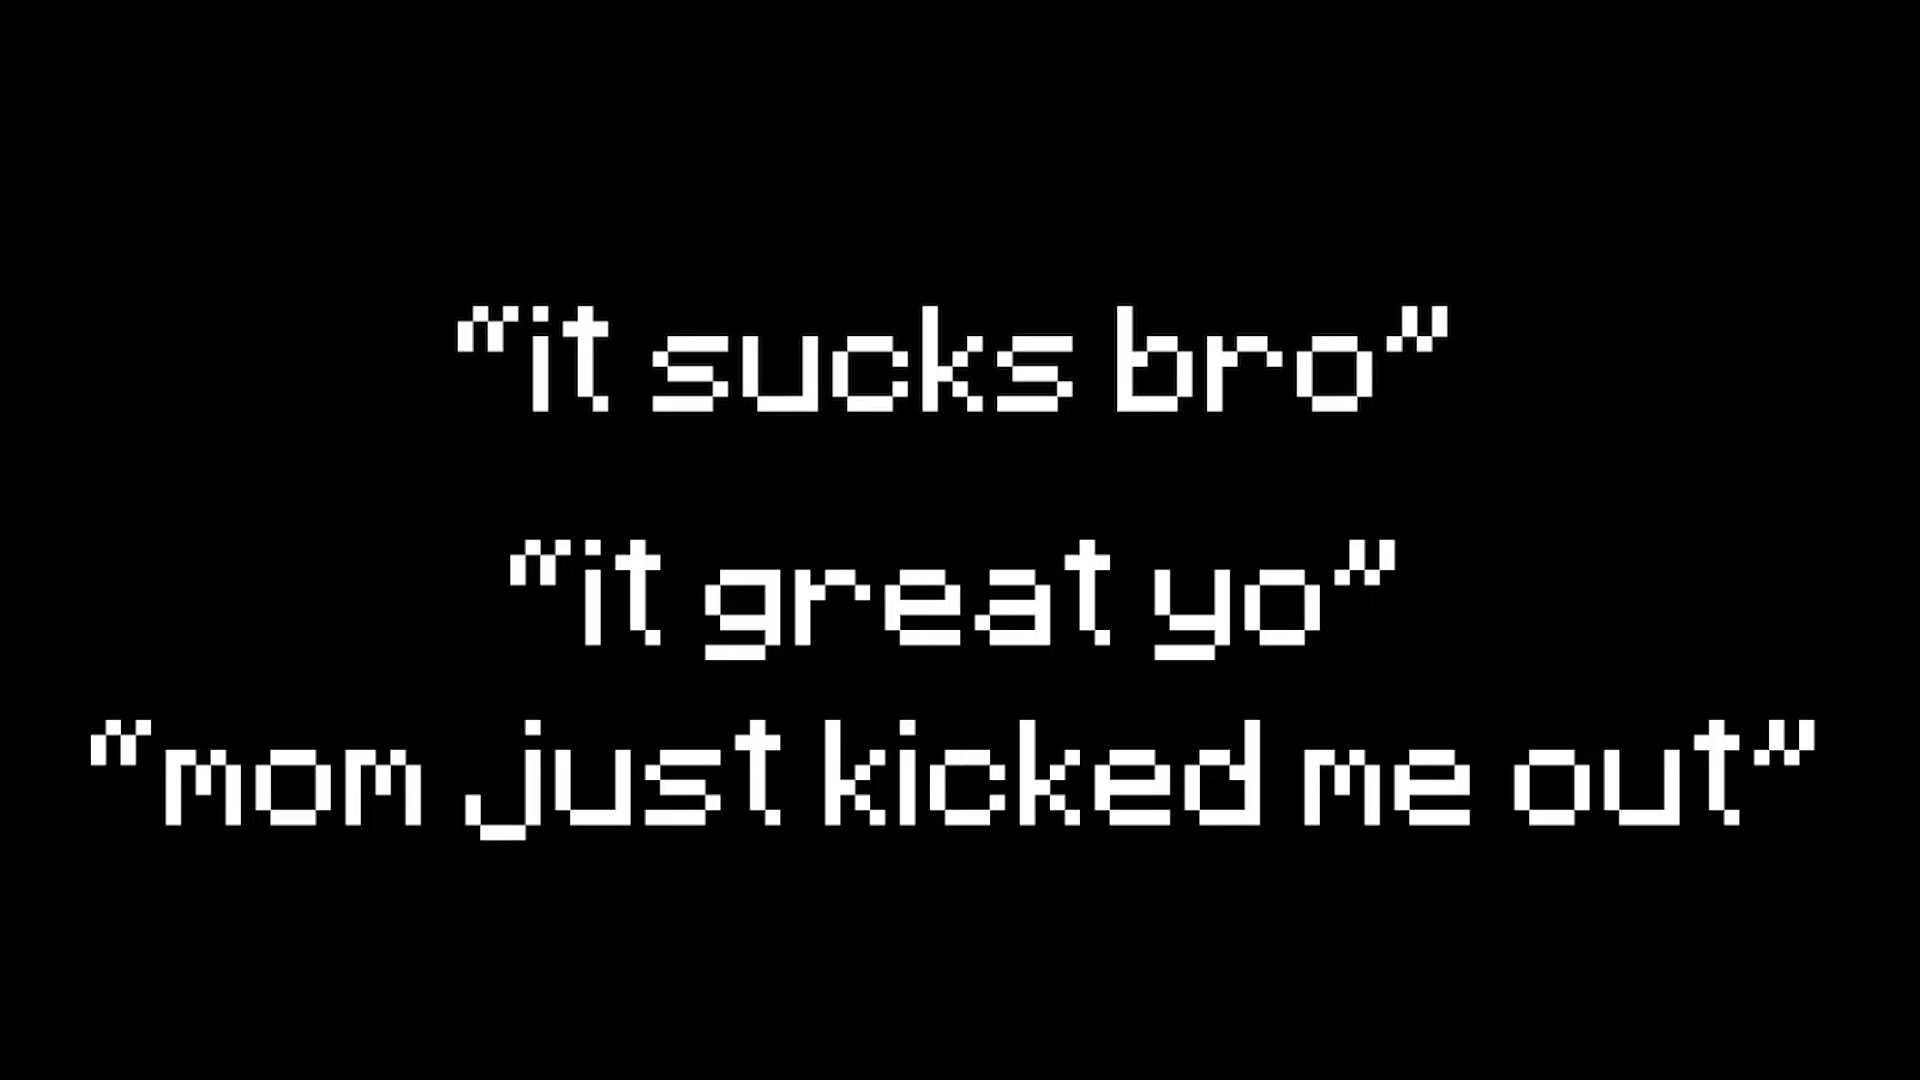 “it sucks bro”
“it great yo”
“mom just kicked me out”